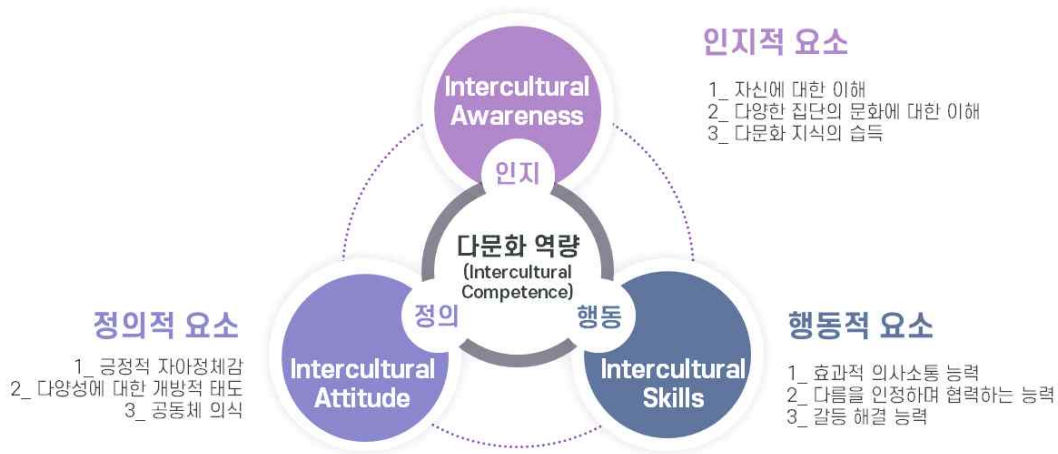 인지적 요소
1_ 자신에 대한 이해
2_ 다양한 집단의 문화에 대한 이해
3_ 다문화 지식의 습득
Intercultural
Awareness
인지
다문화 역량
(Intercultural
Competence)
정의
행동
정의적 요소
1_ 긍정적 자아정체감
2_ 다양성에 대한 개방적 태도
3_ 공동체 의식
Intercultural
Attitude
Intercultural
Skills
행동적 요소
1_ 효과적 의사소통 능력
2_ 다름을 인정하며 협력하는 능력
3_ 갈등 해결 능력